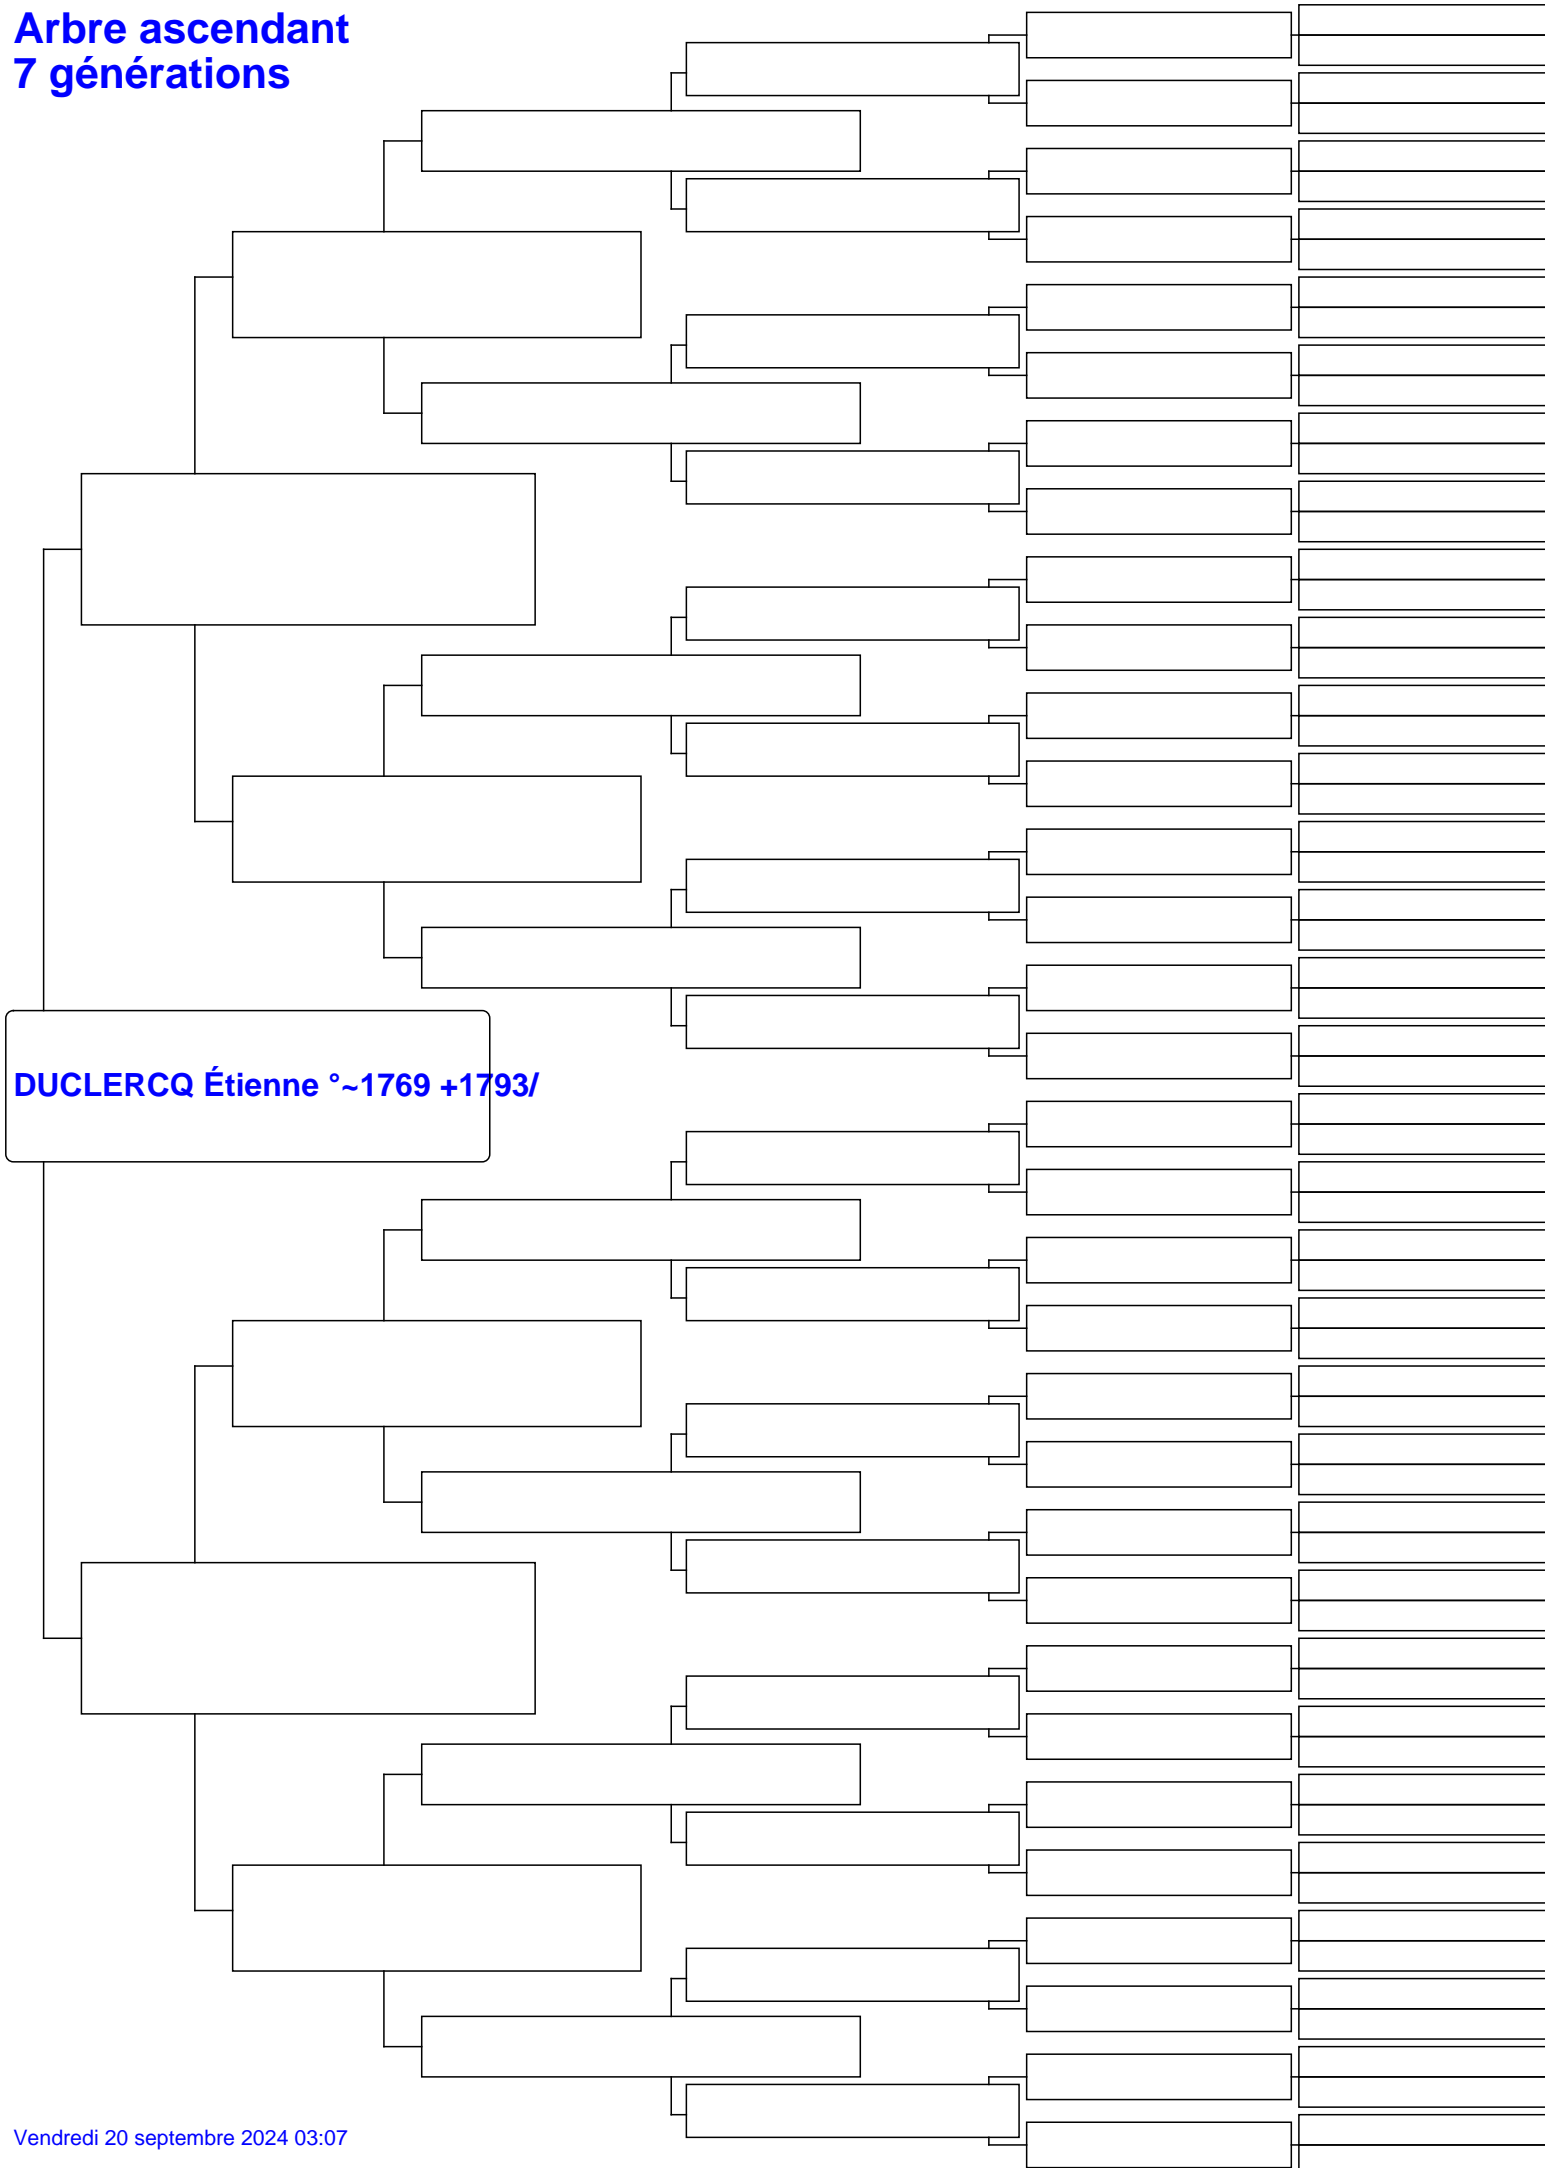 Arbre ascendant
7 générations
DUCLERCQ Étienne °~1769 +1793/
Vendredi 20 septembre 2024 03:07